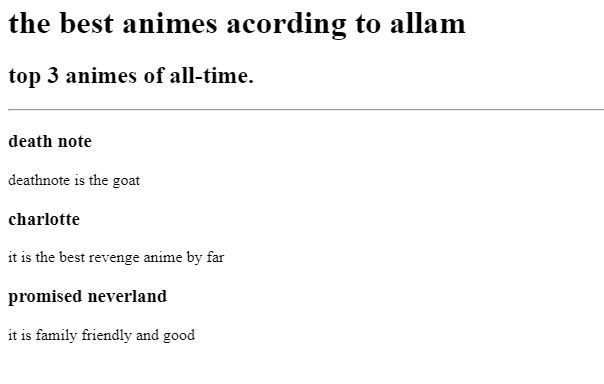 the best animes acording to allam
top 3 animes of all-time.
death note
deathnote is the goat
charlotte
it is the best revenge anime by far
promised neverland
it is family friendly and good